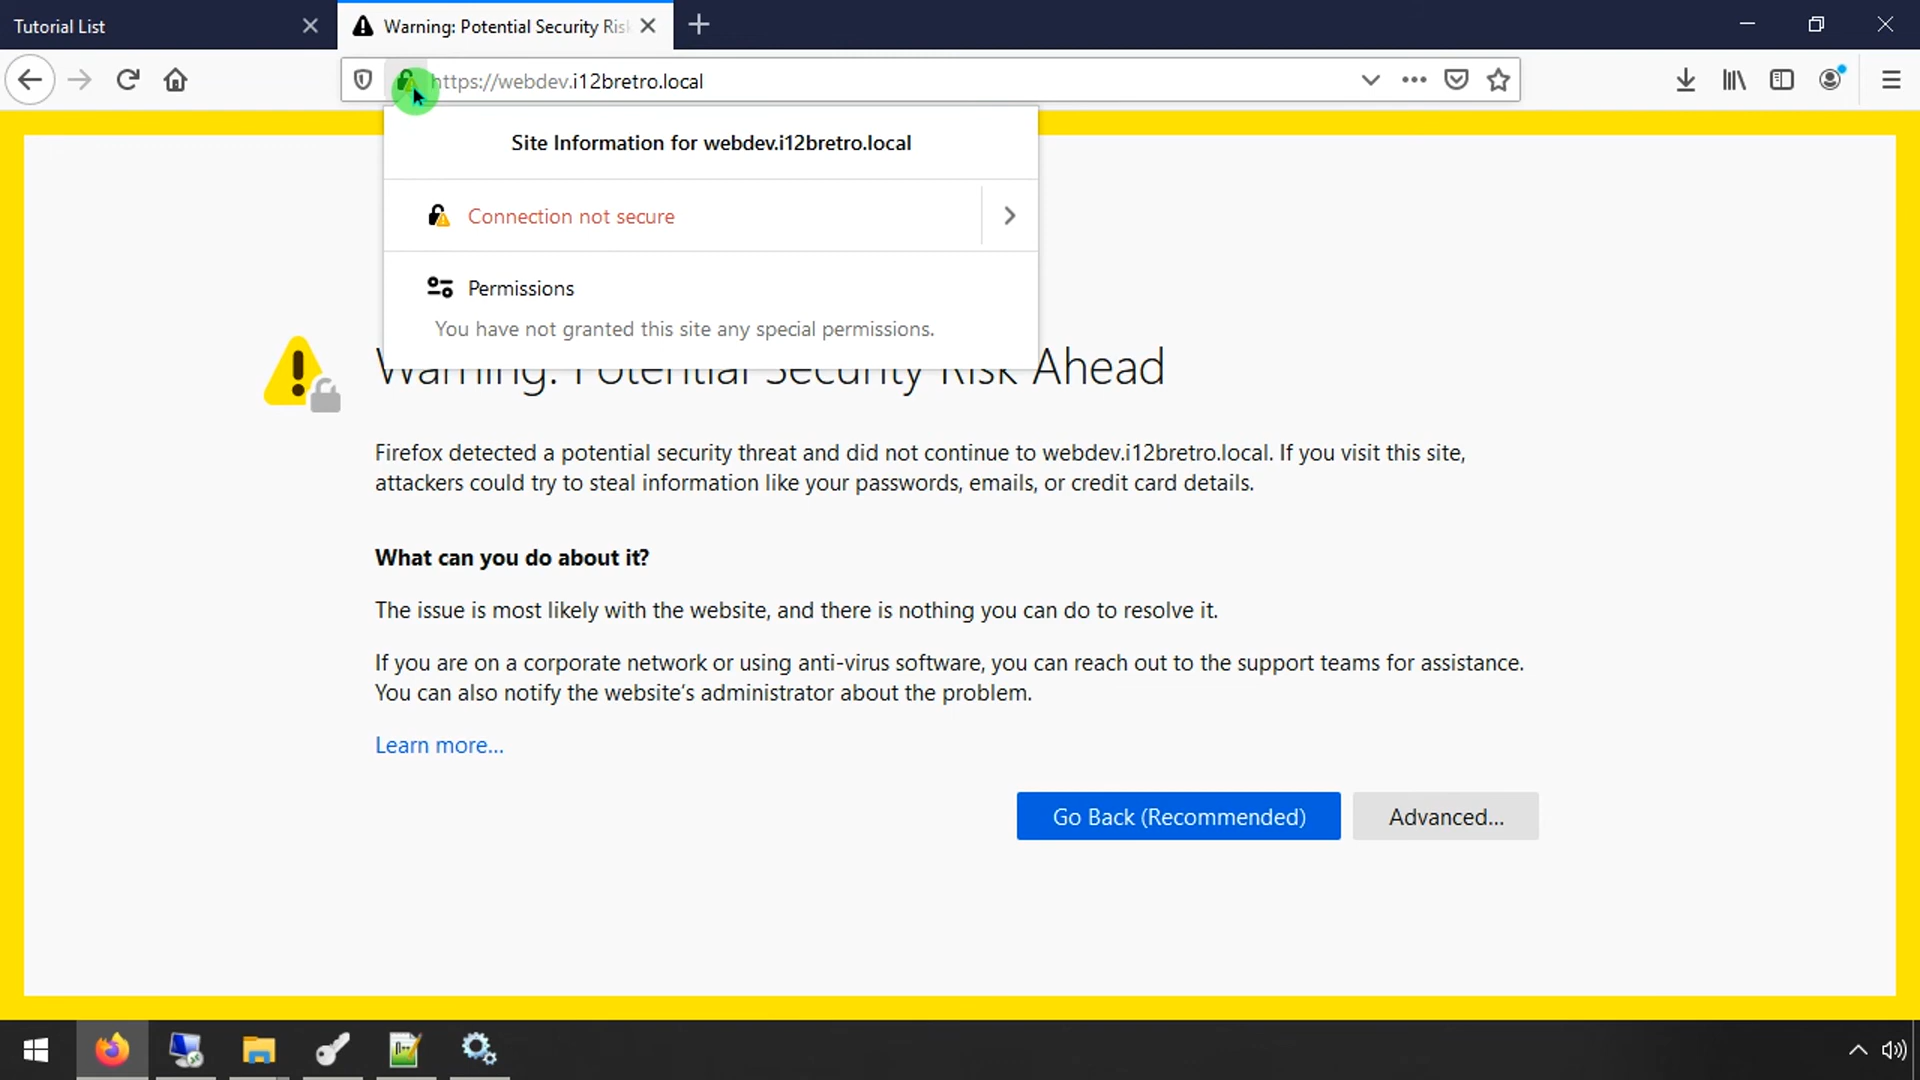 Tutorial List
Warning: Potential Security Ris
https://webdev.i12bretro.local
Site Information for webdev.i12bretro.local
Connection not secure
Permissions
You have not granted this site any special permissions.
Warning: Potential Security Risk Ahead
Firefox detected a potential security threat and did not continue to webdev.i12bretro.local. If you visit this site,
attackers could try to steal information like your passwords, emails, or credit card details.
What can you do about it?
The issue is most likely with the website, and there is nothing you can do to resolve it.
If you are on a corporate network or using anti-virus software, you can reach out to the support teams for assistance.
You can also notify the website’s administrator about the problem.
Learn more…
Go Back (Recommended)
Advanced…